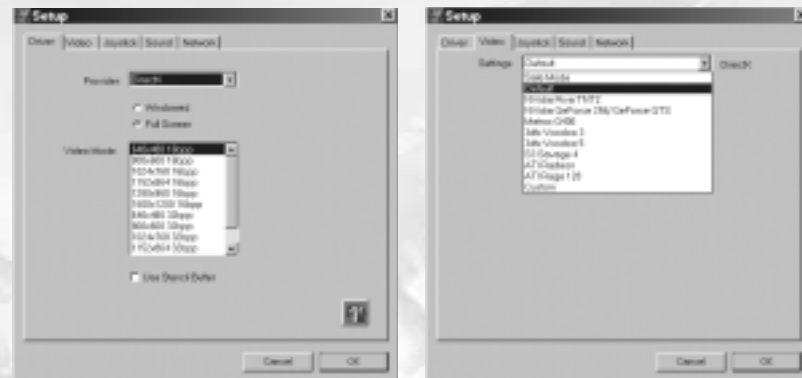 Setup
Driver Video Joystick Sound Network
Provider: DirectX
Windowed
Full Screen
Video Mode
640x480 16bpp
800x600 16bpp
1024x768 16bpp
1152x864 16bpp
1280x960 16bpp
1600x1200 16bpp
640x480 32bpp
800x600 32bpp
1024x768 32bpp
1152x864 32bpp
Use Stencil Buffer
Cancel OK
Setup
Driver Video Joystick Sound Network
Settings Default DirectX
Safe Mode
Default
NVidia Riva TNT2
NVidia GeForce 256/GeForce GTS
Matrox G400
3dfx Voodoo 3
3dfx Voodoo 5
S3 Savage 4
ATI Radeon
ATI Rage 128
Custom
Cancel OK